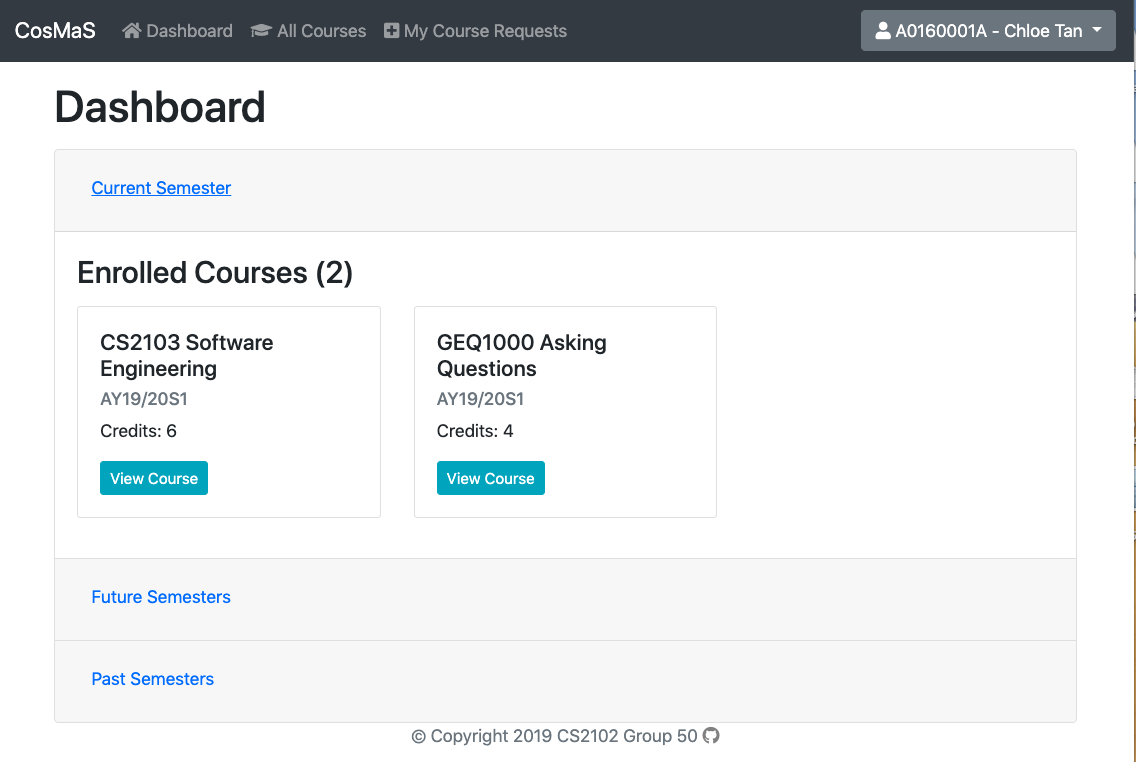 CosMaS Dashboard All Courses My Course Requests A0160001A - Chloe Tan
Dashboard
Current Semester
Enrolled Courses (2)
CS2103 Software
Engineering
AY19/20S1
Credits: 6
View Course
GEQ1000 Asking
Questions
AY19/20S1
Credits: 4
View Course
Future Semesters
Past Semesters
© Copyright 2019 CS2102 Group 50